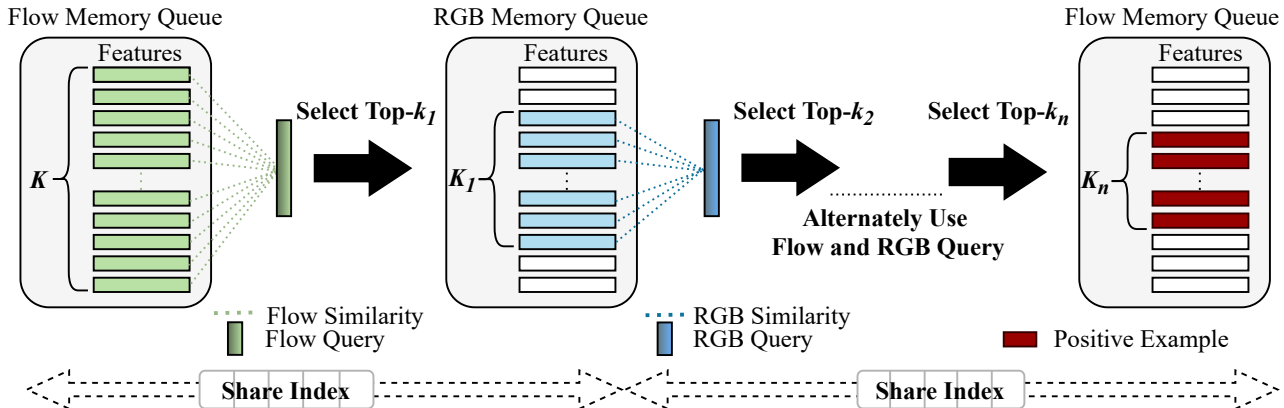 Flow Memory Queue
RGB Memory Queue
Flow Memory Queue
Features
Features
Features
Select Top-k1
Select Top-k2
Select Top-kn
K
K1
Kn
Alternately Use
Flow and RGB Query
Flow Similarity
Flow Query
RGB Similarity
RGB Query
Positive Example
Share Index
Share Index